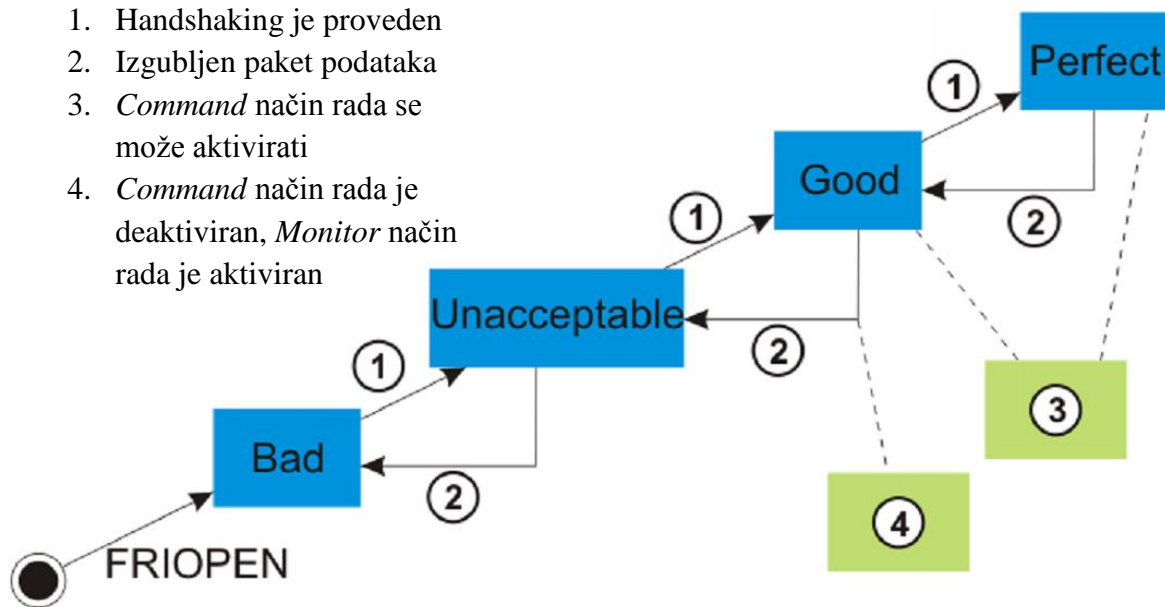 1. Handshaking je proveden
2. Izgubljen paket podataka
3. Command način rada se
može aktivirati
4. Command način rada je
deaktiviran, Monitor način
rada je aktiviran
Perfect
1
Good
2
1
Unacceptable
2
1
3
Bad
2
4
FRIOPEN